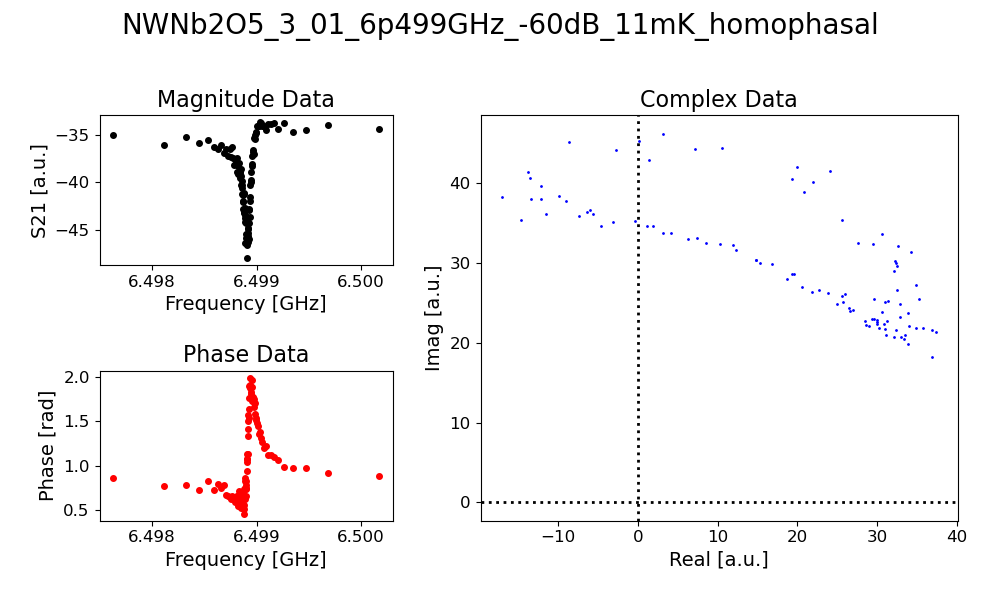 NWNb2O5_3_01_6p499GHz_-60dB_11mK_homophasal
Magnitude Data
S21 [a.u.]
−35
−40
−45
6.498 6.499 6.500
Frequency [GHz]
Phase Data
Phase [rad]
2.0
1.5
1.0
0.5
6.498 6.499 6.500
Frequency [GHz]
Complex Data
Imag [a.u.]
40
30
20
10
0
−10 0 10 20 30 40
Real [a.u.]